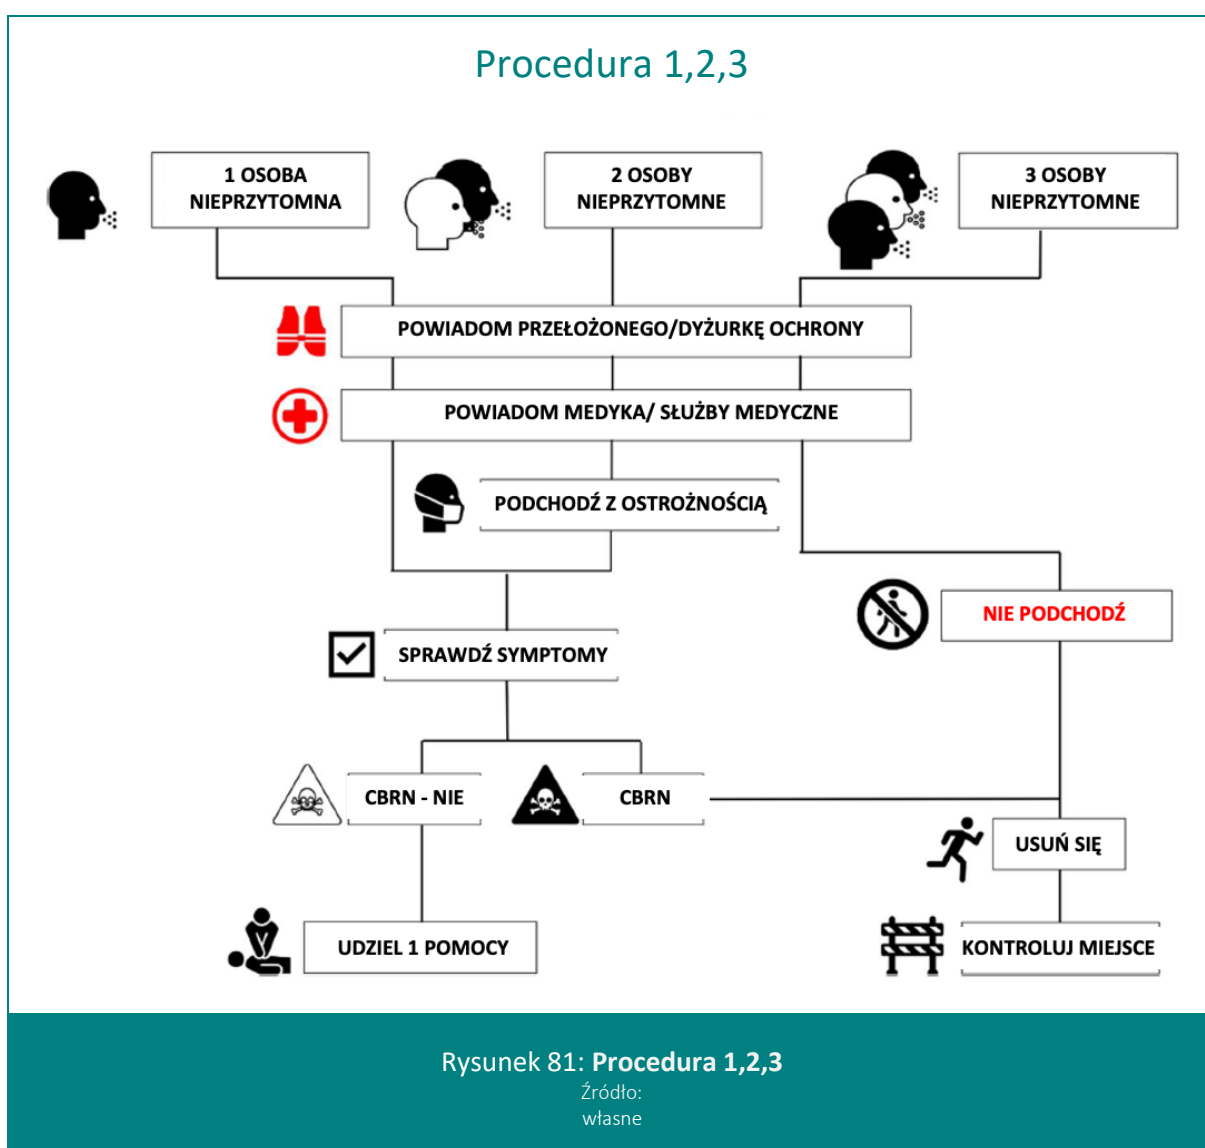 Procedura 1,2,3
1 OSOBA
NIEPRZYTOMNA
2 OSOBY
NIEPRZYTOMNE
3 OSOBY
NIEPRZYTOMNE
POWIADOM PRZEŁOŻONEGO/DYŻURKĘ OCHRONY
POWIADOM MEDYKA/ SŁUŻBY MEDYCZNE
PODCHODŹ Z OSTROŻNOŚCIĄ
NIE PODCHODŹ
SPRAWDŹ SYMPTOMY
CBRN - NIE
CBRN
USUŃ SIĘ
UDZIEL 1 POMOCY
KONTROLUJ MIEJSCE
Rysunek 81: Procedura 1,2,3
Źródło:
własne